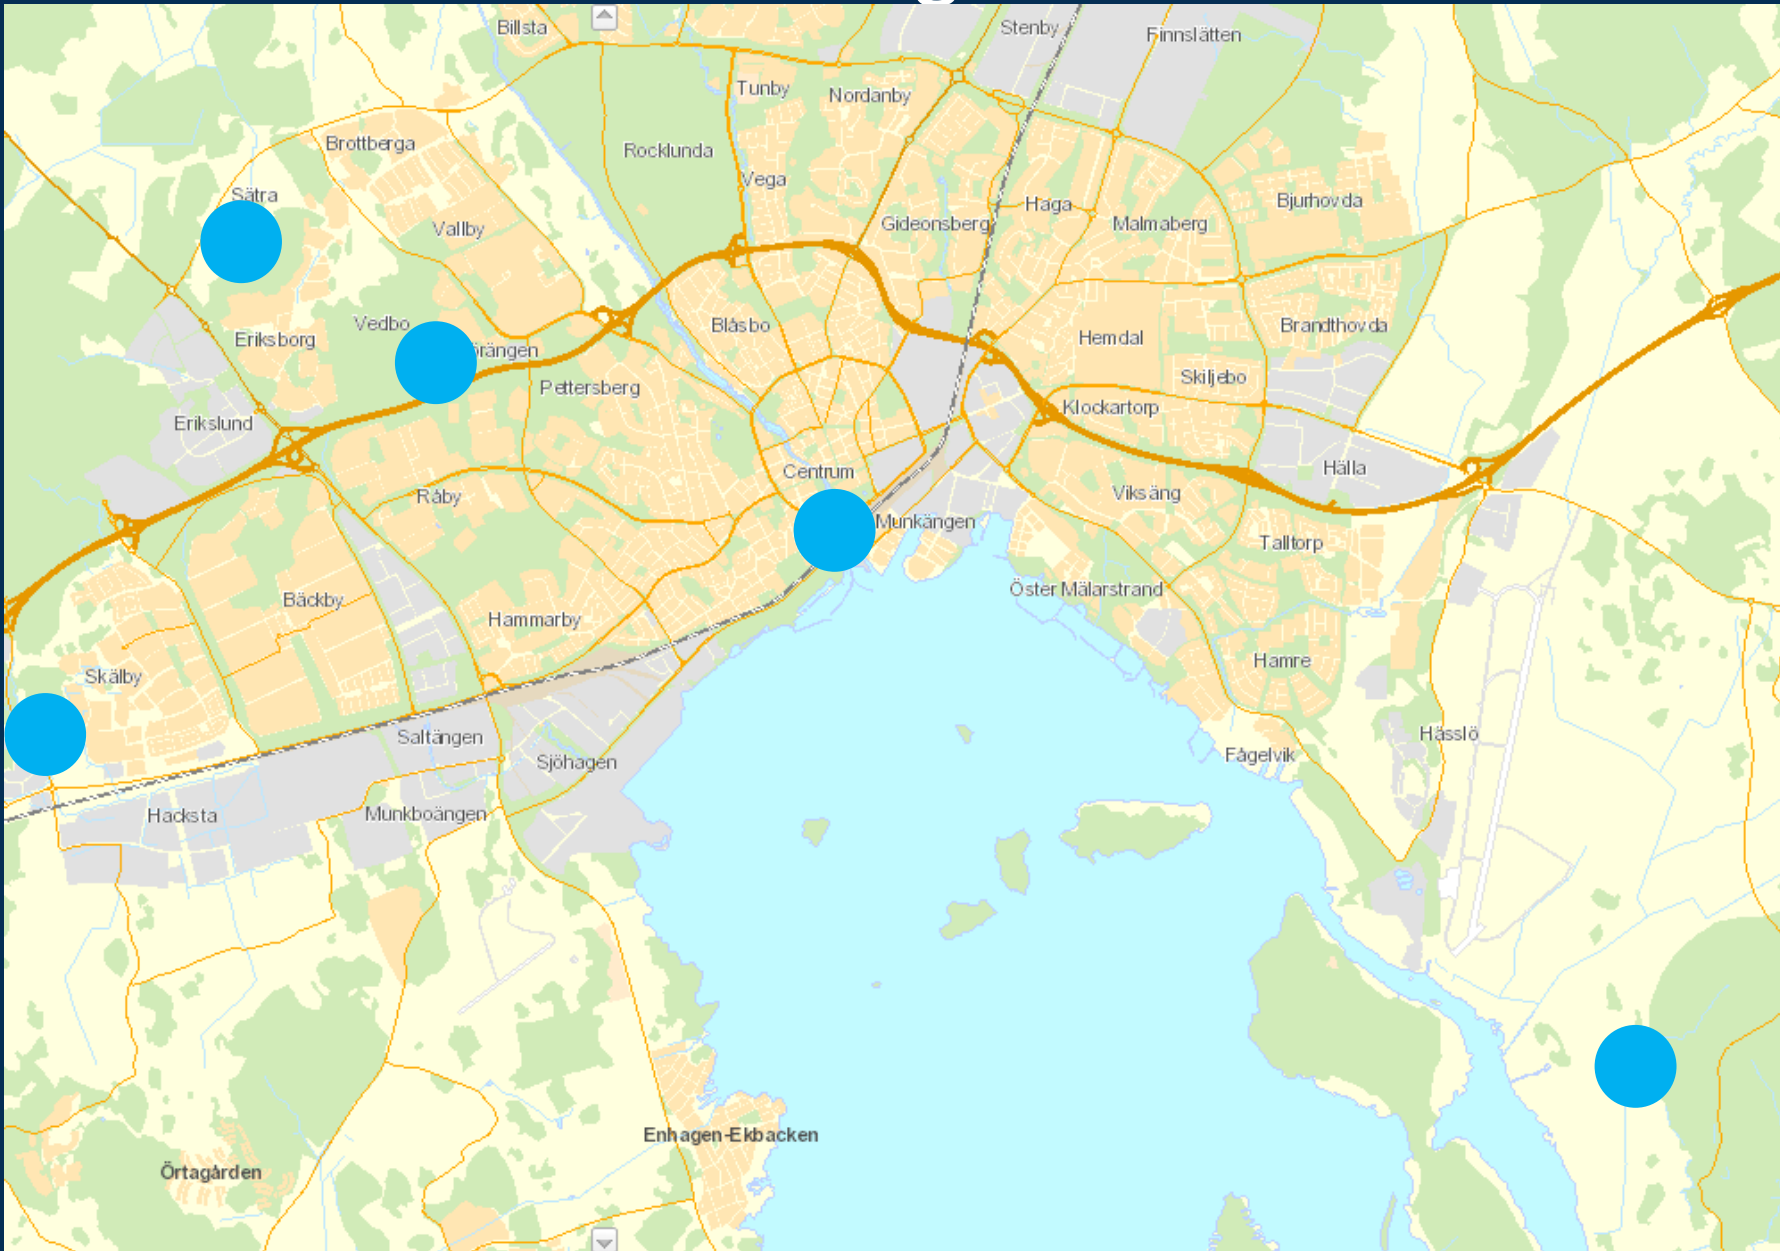 Billsta
Stenby
Finnslätten
Tunby
Nordanby
Brottberga
Rocklunda
Vega
Sätra
Haga
Bjurhovda
Vallby
Gideonsberg
Malmaberg
Vedbo
Blåsbo
Brandthovda
Eriksborg
Hemdal
Pettersberg
Skiljebo
Klockartorp
Erikslund
Centrum
Hälla
Råby
Viksäng
Munkängen
Talltorp
Öster Mälarstrand
Bäckby
Hammarby
Hamre
Skälby
Saltängen
Hässlö
Sjöhagen
Fågelvik
Hacksta
Munkboängen
Enhagen-Ekbacken
Örtagården